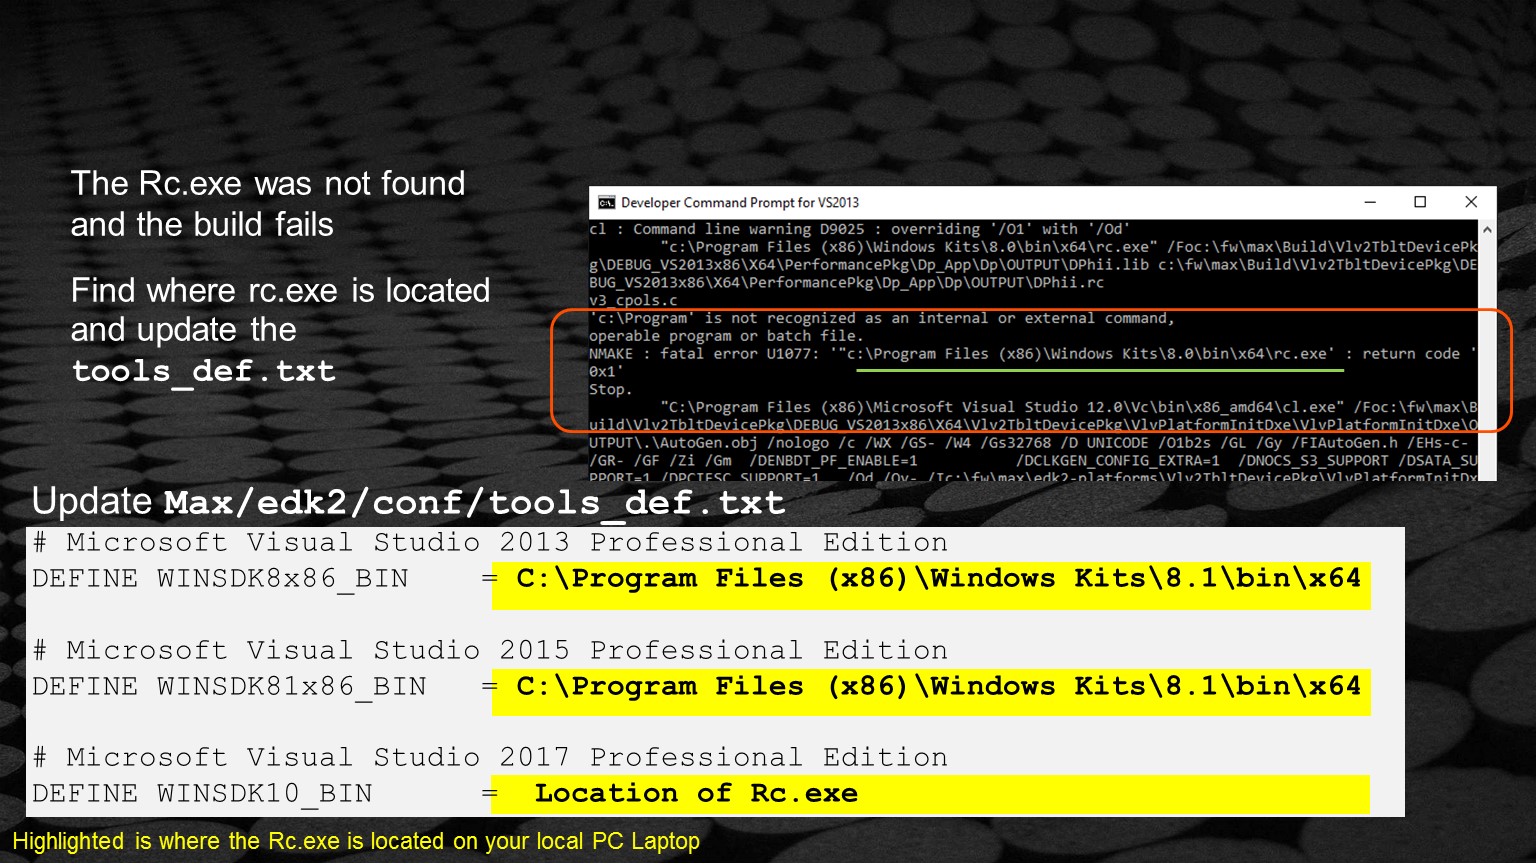 The Rc.exe was not found
and the build fails
Find where rc.exe is located
and update the
tools_def.txt
Developer Command Prompt for VS2013
cl : Command line warning D9025 : overriding '/O1' with '/Od'
"c:\Program Files (x86)\Windows Kits\8.0\bin\x64\rc.exe" /Foc:\fw\max\Build\Vlv2TbltDevicePk
g\DEBUG_VS2013x86\X64\PerformancePkg\Dp_App\Dp\OUTPUT\DPhii.lib c:\fw\max\Build\Vlv2TbltDevicePkg\DE
BUG_VS2013x86\X64\PerformancePkg\Dp_App\Dp\OUTPUT\DPhii.rc
v3_cpols.c
'c:\Program' is not recognized as an internal or external command,
operable program or batch file.
NMAKE : fatal error U1077: '"c:\Program Files (x86)\Windows Kits\8.0\bin\x64\rc.exe' : return code '
0x1'
Stop.
"C:\Program Files (x86)\Microsoft Visual Studio 12.0\Vc\bin\x86_amd64\cl.exe" /Foc:\fw\max\B
uild\Vlv2TbltDevicePkg\DEBUG_VS2013x86\X64\Vlv2TbltDevicePkg\VlvPlatformInitDxe\VlvPlatformInitDxe\O
UTPUT\.\AutoGen.obj /nologo /c /WX /GS- /W4 /Gs32768 /D UNICODE /O1b2s /GL /Gy /FIAutoGen.h /EHs-c-
/GR- /GF /Zi /Gm /DENBDT_PF_ENABLE=1 /DCLKGEN_CONFIG_EXTRA=1 /DNOCS_S3_SUPPORT /DSATA_SU
PPORT=1 /DPCIESC_SUPPORT=1 /Od /Oy- /Ic:\fw\max\edk2-platforms\Vlv2TbltDevicePkg\VlvPlatformInitDx
Update Max/edk2/conf/tools_def.txt
# Microsoft Visual Studio 2013 Professional Edition
DEFINE WINSDK8x86_BIN = C:\Program Files (x86)\Windows Kits\8.1\bin\x64
# Microsoft Visual Studio 2015 Professional Edition
DEFINE WINSDK81x86_BIN = C:\Program Files (x86)\Windows Kits\8.1\bin\x64
# Microsoft Visual Studio 2017 Professional Edition
DEFINE WINSDK10_BIN = Location of Rc.exe
Highlighted is where the Rc.exe is located on your local PC Laptop